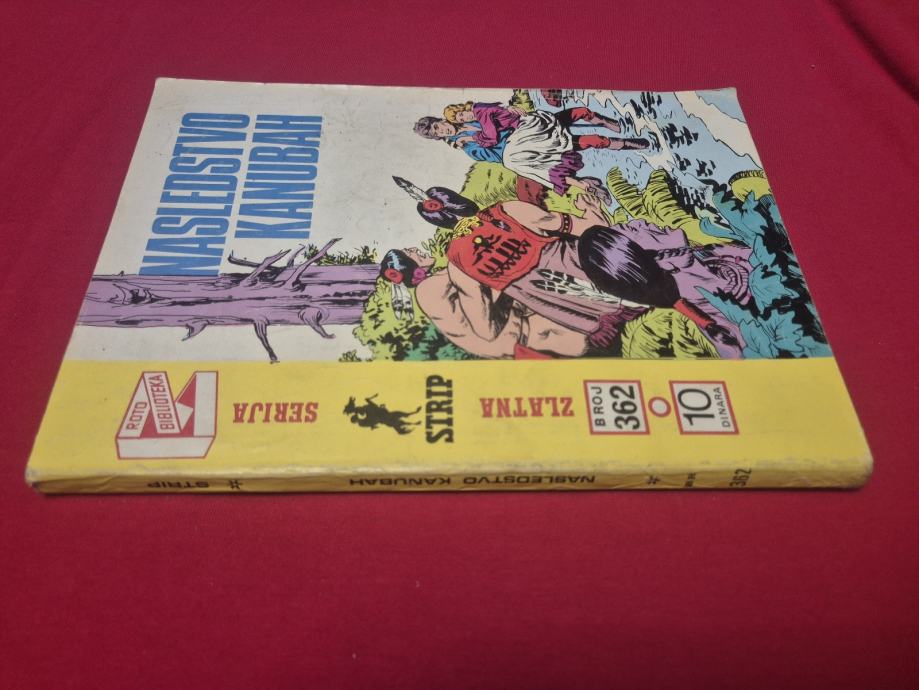 NASLEDSTVO
KANUBAH
ROTO
BIBLIOTEKA
ZLATNA
SERIJA
STRIP
BROJ
362
10
DINARA
STRIP * NASLEDSTVO KANUBAH *
362